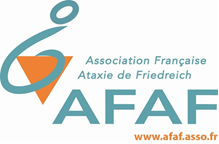 Association Française
Ataxie de Friedreich
AFAF
www.afaf.asso.fr